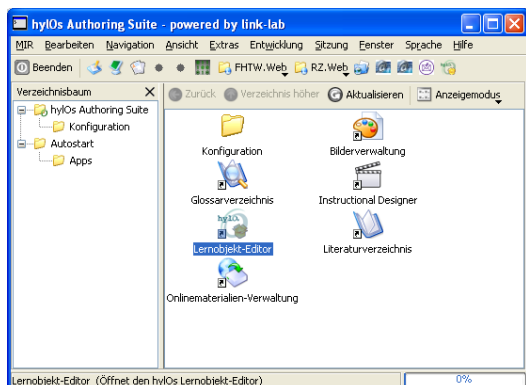 hylOs Authoring Suite - powered by link-lab
MIR Bearbeiten Navigation Ansicht Extras Entwicklung Sitzung Fenster Sprache Hilfe
Beenden FHTW.Web RZ.Web
Verzeichnisbaum
Zurück Verzeichnis höher Aktualisieren Anzeigemodus
hylOs Authoring Suite
Konfiguration
Autostart
Apps
Konfiguration Bilderverwaltung
Glossarverzeichnis Instructional Designer
hylOs
Lernobjekt-Editor Literaturverzeichnis
Onlinematerialien-Verwaltung
Lernobjekt-Editor (Öffnet den hylOs Lernobjekt-Editor) 0%